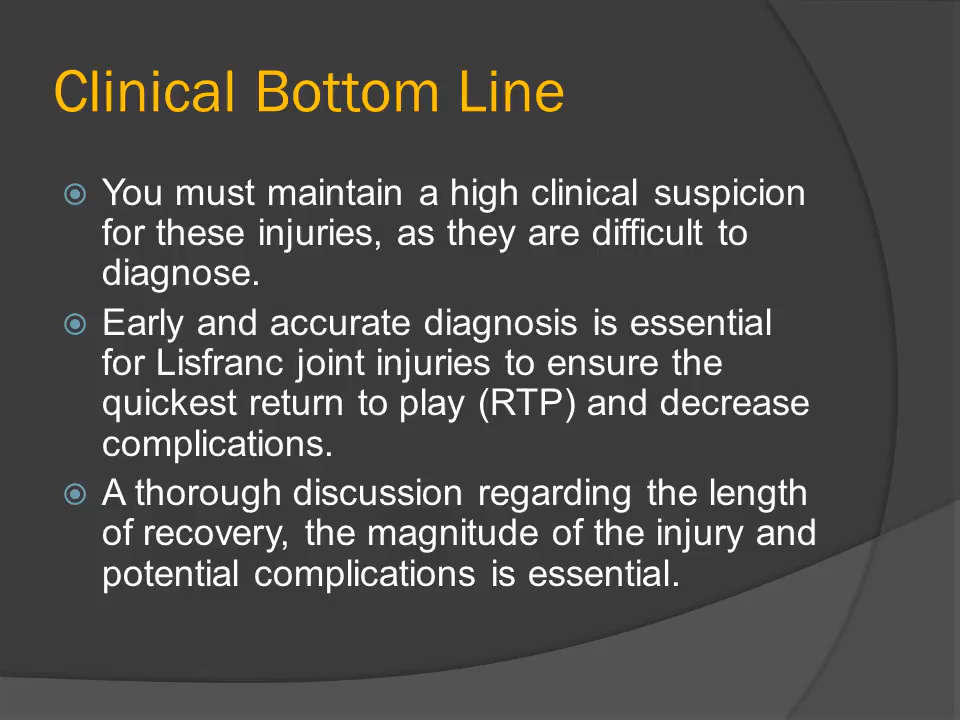 Clinical Bottom Line
You must maintain a high clinical suspicion
for these injuries, as they are difficult to
diagnose.
Early and accurate diagnosis is essential
for Lisfranc joint injuries to ensure the
quickest return to play (RTP) and decrease
complications.
A thorough discussion regarding the length
of recovery, the magnitude of the injury and
potential complications is essential.